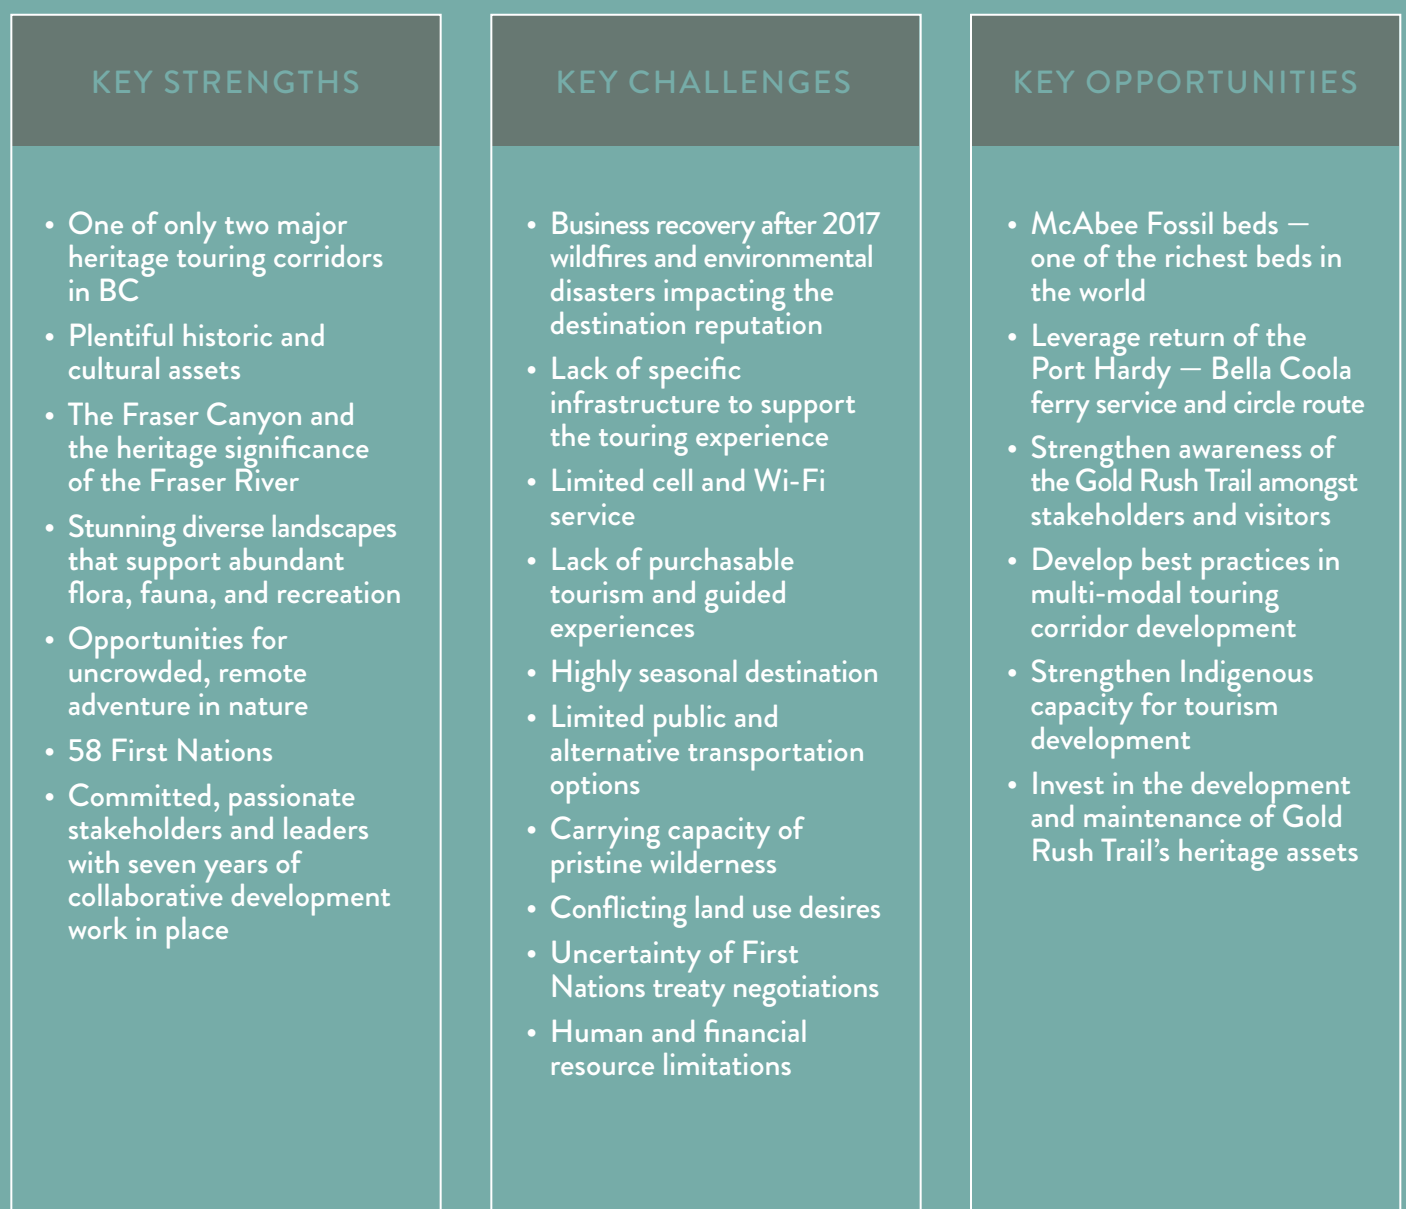 KEY STRENGTHS
• One of only two major
heritage touring corridors
in BC
• Plentiful historic and
cultural assets
• The Fraser Canyon and
the heritage significance
of the Fraser River
• Stunning diverse landscapes
that support abundant
flora, fauna, and recreation
• Opportunities for
uncrowded, remote
adventure in nature
• 58 First Nations
• Committed, passionate
stakeholders and leaders
with seven years of
collaborative development
work in place
KEY CHALLENGES
• Business recovery after 2017
wildfires and environmental
disasters impacting the
destination reputation
• Lack of specific
infrastructure to support
the touring experience
• Limited cell and Wi-Fi
service
• Lack of purchasable
tourism and guided
experiences
• Highly seasonal destination
• Limited public and
alternative transportation
options
• Carrying capacity of
pristine wilderness
• Conflicting land use desires
• Uncertainty of First
Nations treaty negotiations
• Human and financial
resource limitations
KEY OPPORTUNITIES
• McAbee Fossil beds —
one of the richest beds in
the world
• Leverage return of the
Port Hardy — Bella Coola
ferry service and circle route
• Strengthen awareness of
the Gold Rush Trail amongst
stakeholders and visitors
• Develop best practices in
multi-modal touring
corridor development
• Strengthen Indigenous
capacity for tourism
development
• Invest in the development
and maintenance of Gold
Rush Trail’s heritage assets